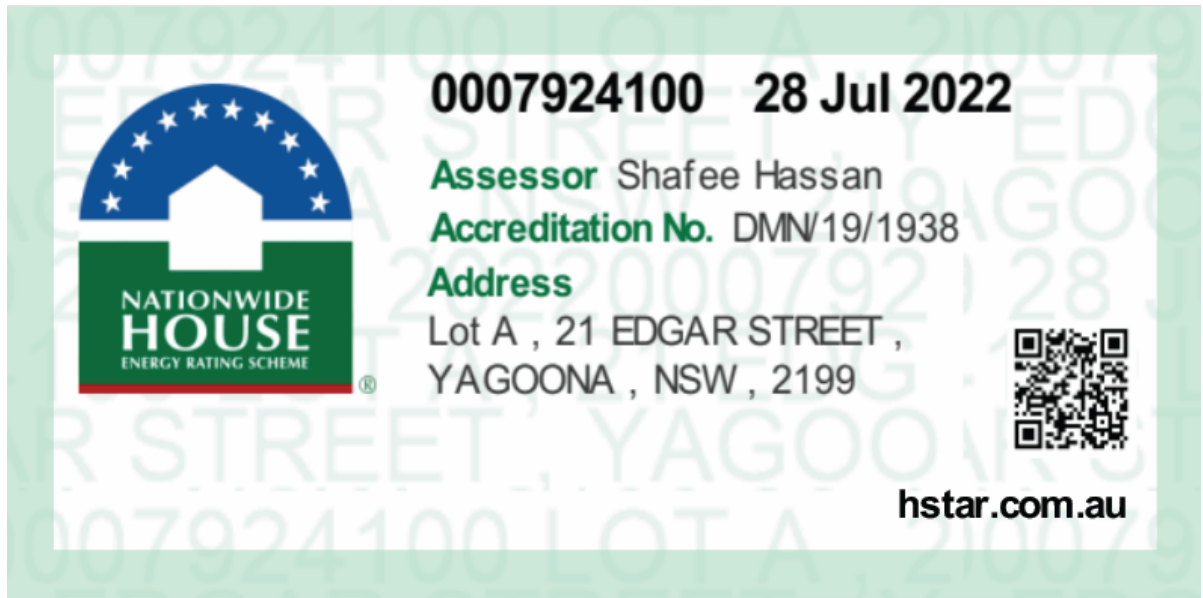 0007924100 28 Jul 2022
Assessor Shafee Hassan
Accreditation No. DMN/19/1938
Address
Lot A , 21 EDGAR STREET ,
YAGOONA , NSW , 2199
NATIONWIDE
HOUSE
ENERGY RATING SCHEME
®
hstar.com.au